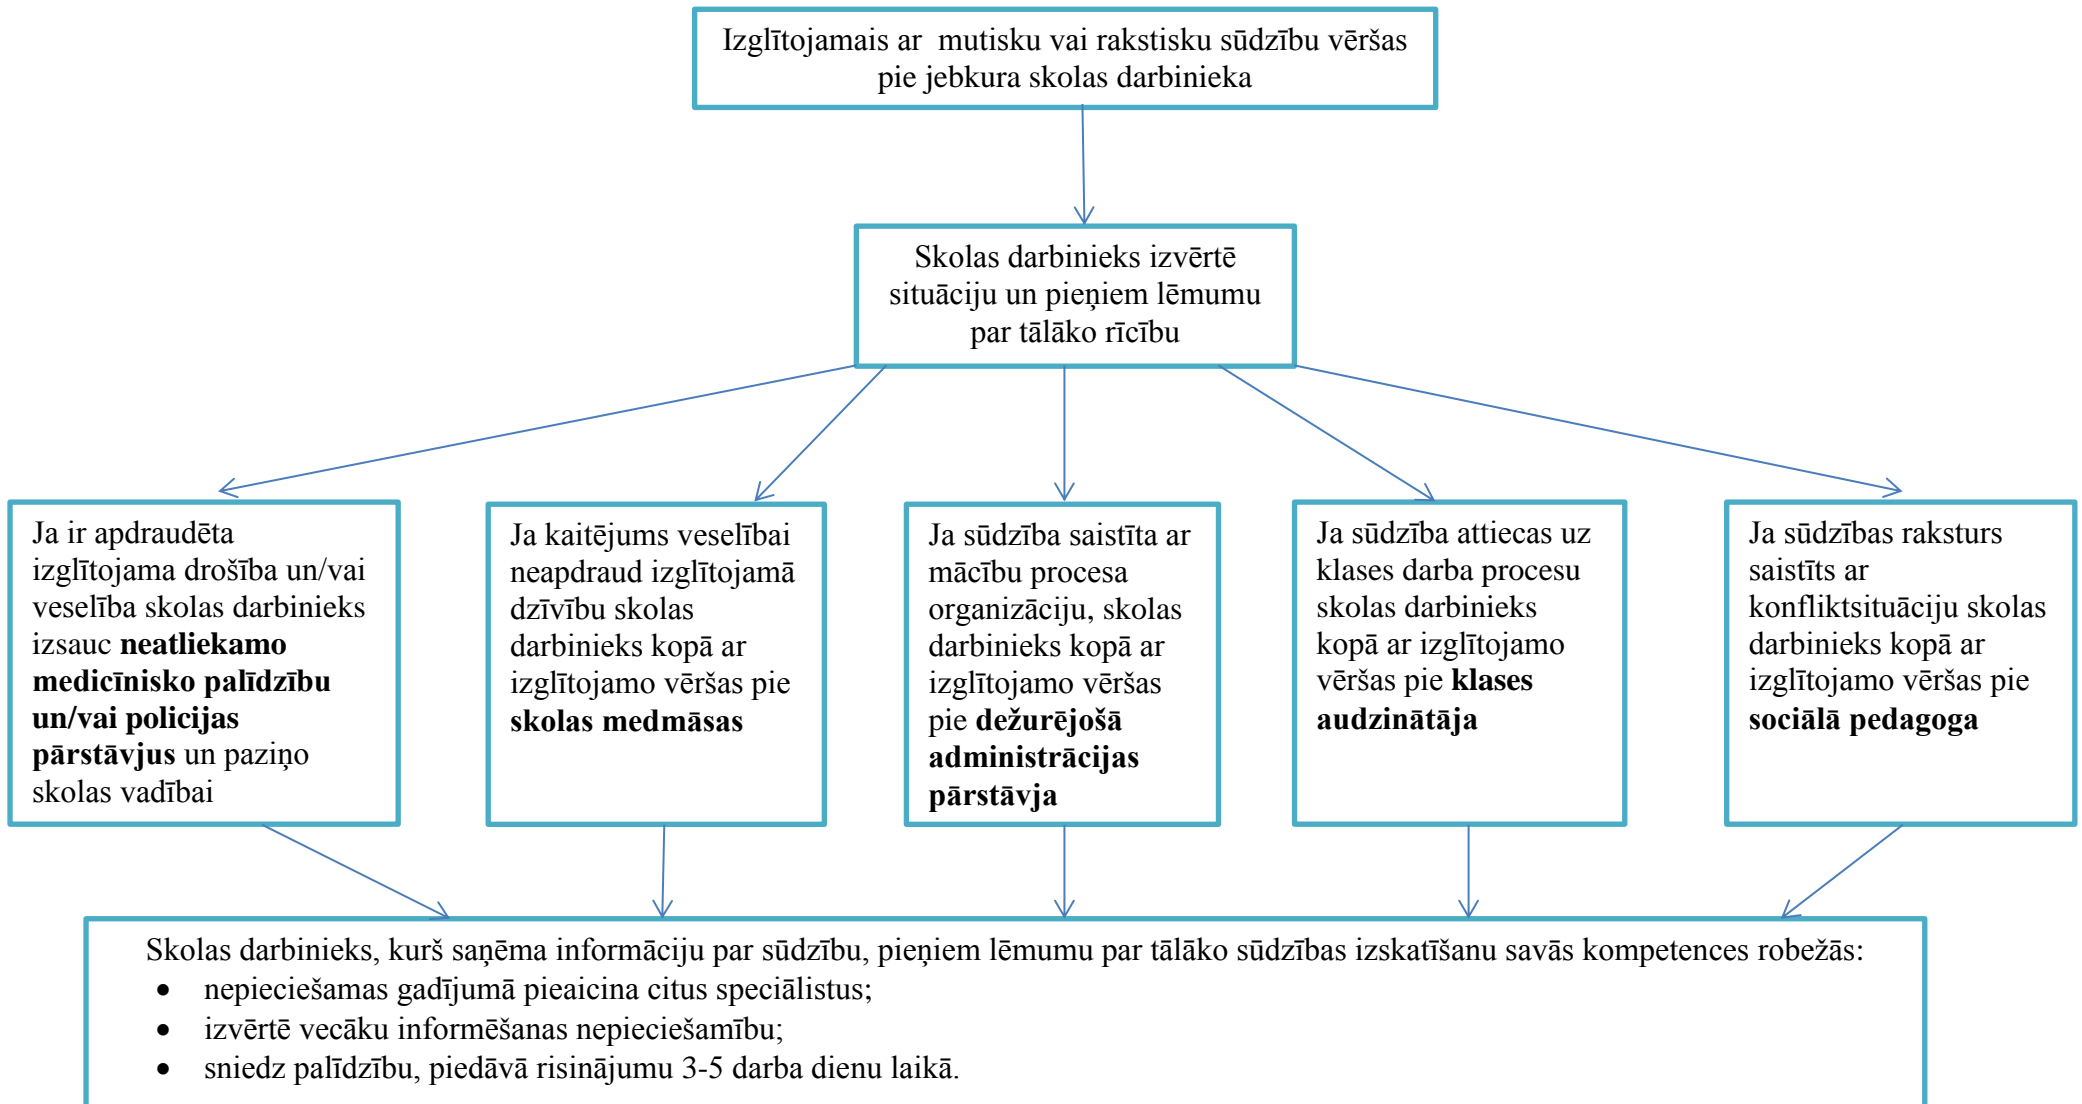 Izglītojamais ar  mutisku vai rakstisku sūdzību vēršas
pie jebkura skolas darbinieka
Skolas darbinieks izvērtē
situāciju un pieņiem lēmumu
par tālāko rīcību
Ja ir apdraudēta
izglītojama drošība un/vai
veselība skolas darbinieks
izsauc neatliekamo
medicīnisko palīdzību
un/vai policijas
pārstāvjus un paziņo
skolas vadībai
Ja kaitējums veselībai
neapdraud izglītojamā
dzīvību skolas
darbinieks kopā ar
izglītojamo vēršas pie
skolas medmāsas
Ja sūdzība saistīta ar
mācību procesa
organizāciju, skolas
darbinieks kopā ar
izglītojamo vēršas
pie dežurējošā
administrācijas
pārstāvja
Ja sūdzība attiecas uz
klases darba procesu
skolas darbinieks
kopā ar izglītojamo
vēršas pie klases
audzinātāja
Ja sūdzības raksturs
saistīts ar
konfliktsituāciju skolas
darbinieks kopā ar
izglītojamo vēršas pie
sociālā pedagoga
Skolas darbinieks, kurš saņēma informāciju par sūdzību, pieņiem lēmumu par tālāko sūdzības izskatīšanu savās kompetences robežās:
• nepieciešamas gadījumā pieaicina citus speciālistus;
• izvērtē vecāku informēšanas nepieciešamību;
• sniedz palīdzību, piedāvā risinājumu 3-5 darba dienu laikā.